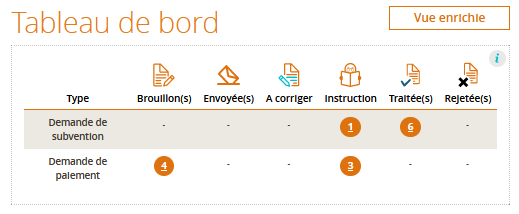 Tableau de bord
Vue enrichie
i
Type Brouillon(s) Envoyée(s) A corriger Instruction Traitée(s) Rejetée(s)
Demande de
subvention - - - 1 6 -
Demande de
paiement 4 - - 3 - -